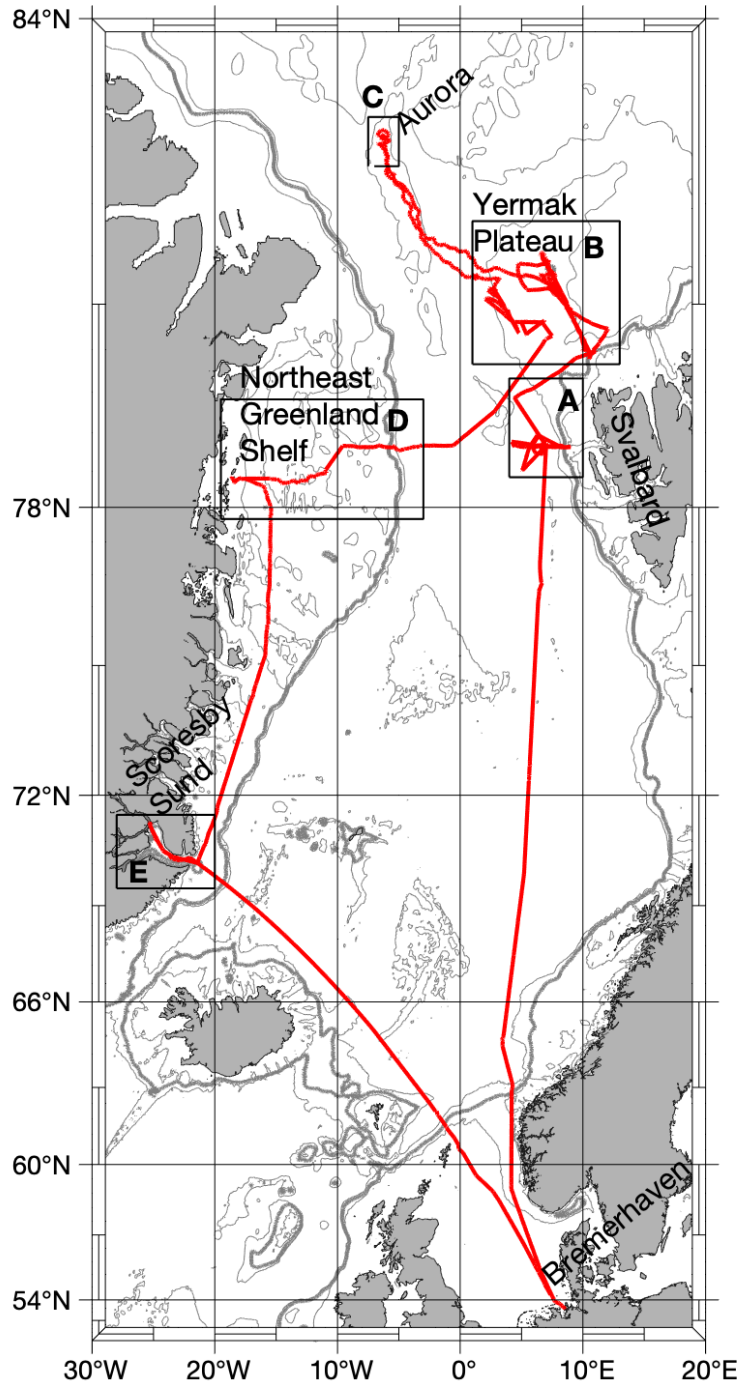 84°N
C
Aurora
Yermak
Plateau
B
Northeast
Greenland
Shelf
D
A
Svalbard
78°N
Scoresby
Sund
72°N
E
66°N
60°N
Bremerhaven
54°N
30°W 20°W 10°W 0° 10°E 20°E